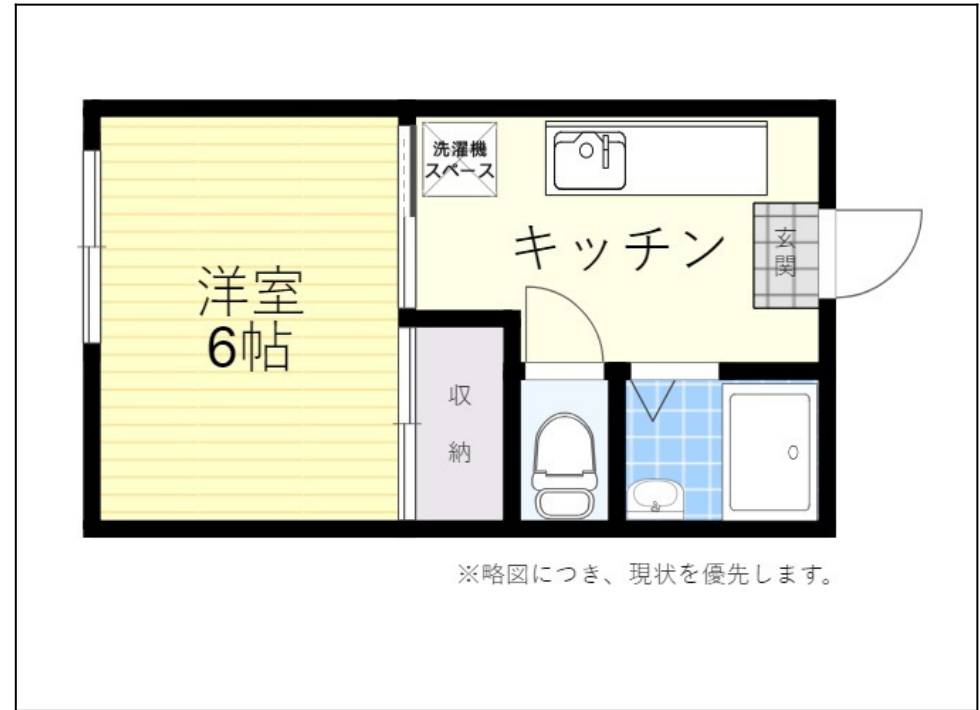 洗濯機
スペース
キッチン
玄
関
洋室
6帖
収
納
※略図につき、現状を優先します。